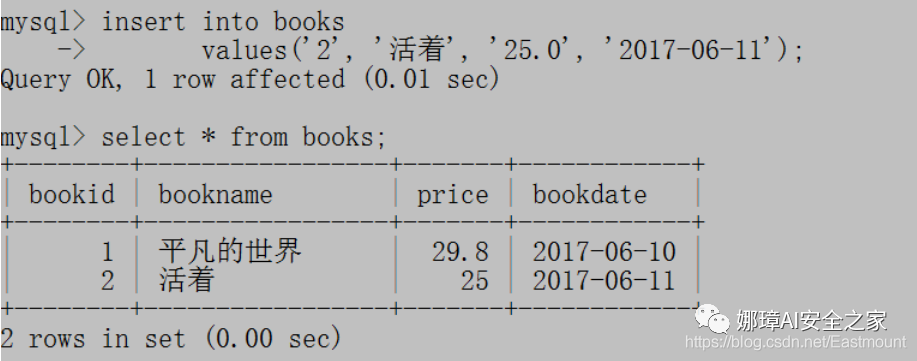 mysql> insert into books
    ->        values('2', '活着', '25.0', '2017-06-11');
Query OK, 1 row affected (0.01 sec)
mysql> select * from books;
+--------+------------------+-------+------------+
| bookid | bookname         | price | bookdate   |
+--------+------------------+-------+------------+
|      1 | 平凡的世界       |  29.8 | 2017-06-10 |
|      2 | 活着             |    25 | 2017-06-11 |
+--------+------------------+-------+------------+
2 rows in set (0.00 sec)
娜璋AI安全之家
https://blog.csdn.net/Eastmount